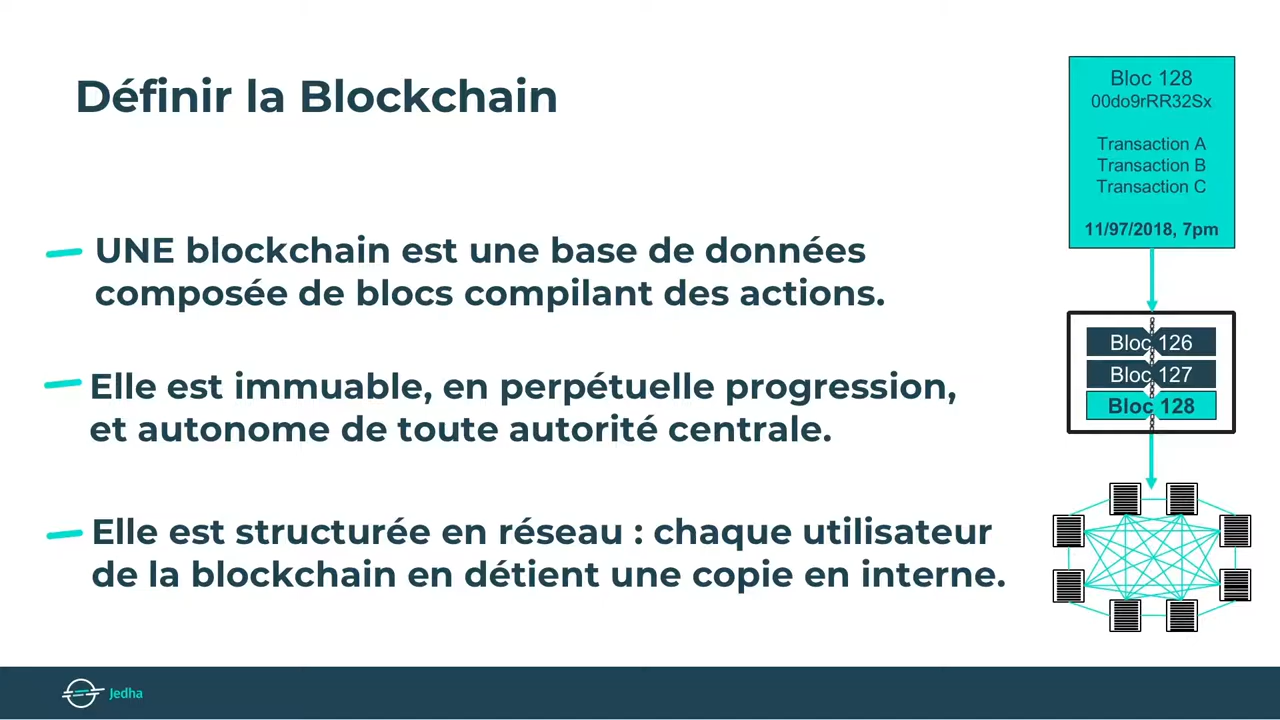 Définir la Blockchain
UNE blockchain est une base de données
composée de blocs compilant des actions.
Elle est immuable, en perpétuelle progression,
et autonome de toute autorité centrale.
Elle est structurée en réseau : chaque utilisateur
de la blockchain en détient une copie en interne.
Bloc 128
00do9rRR32Sx
Transaction A
Transaction B
Transaction C
11/97/2018, 7pm
Bloc 126
Bloc 127
Bloc 128
Jedha